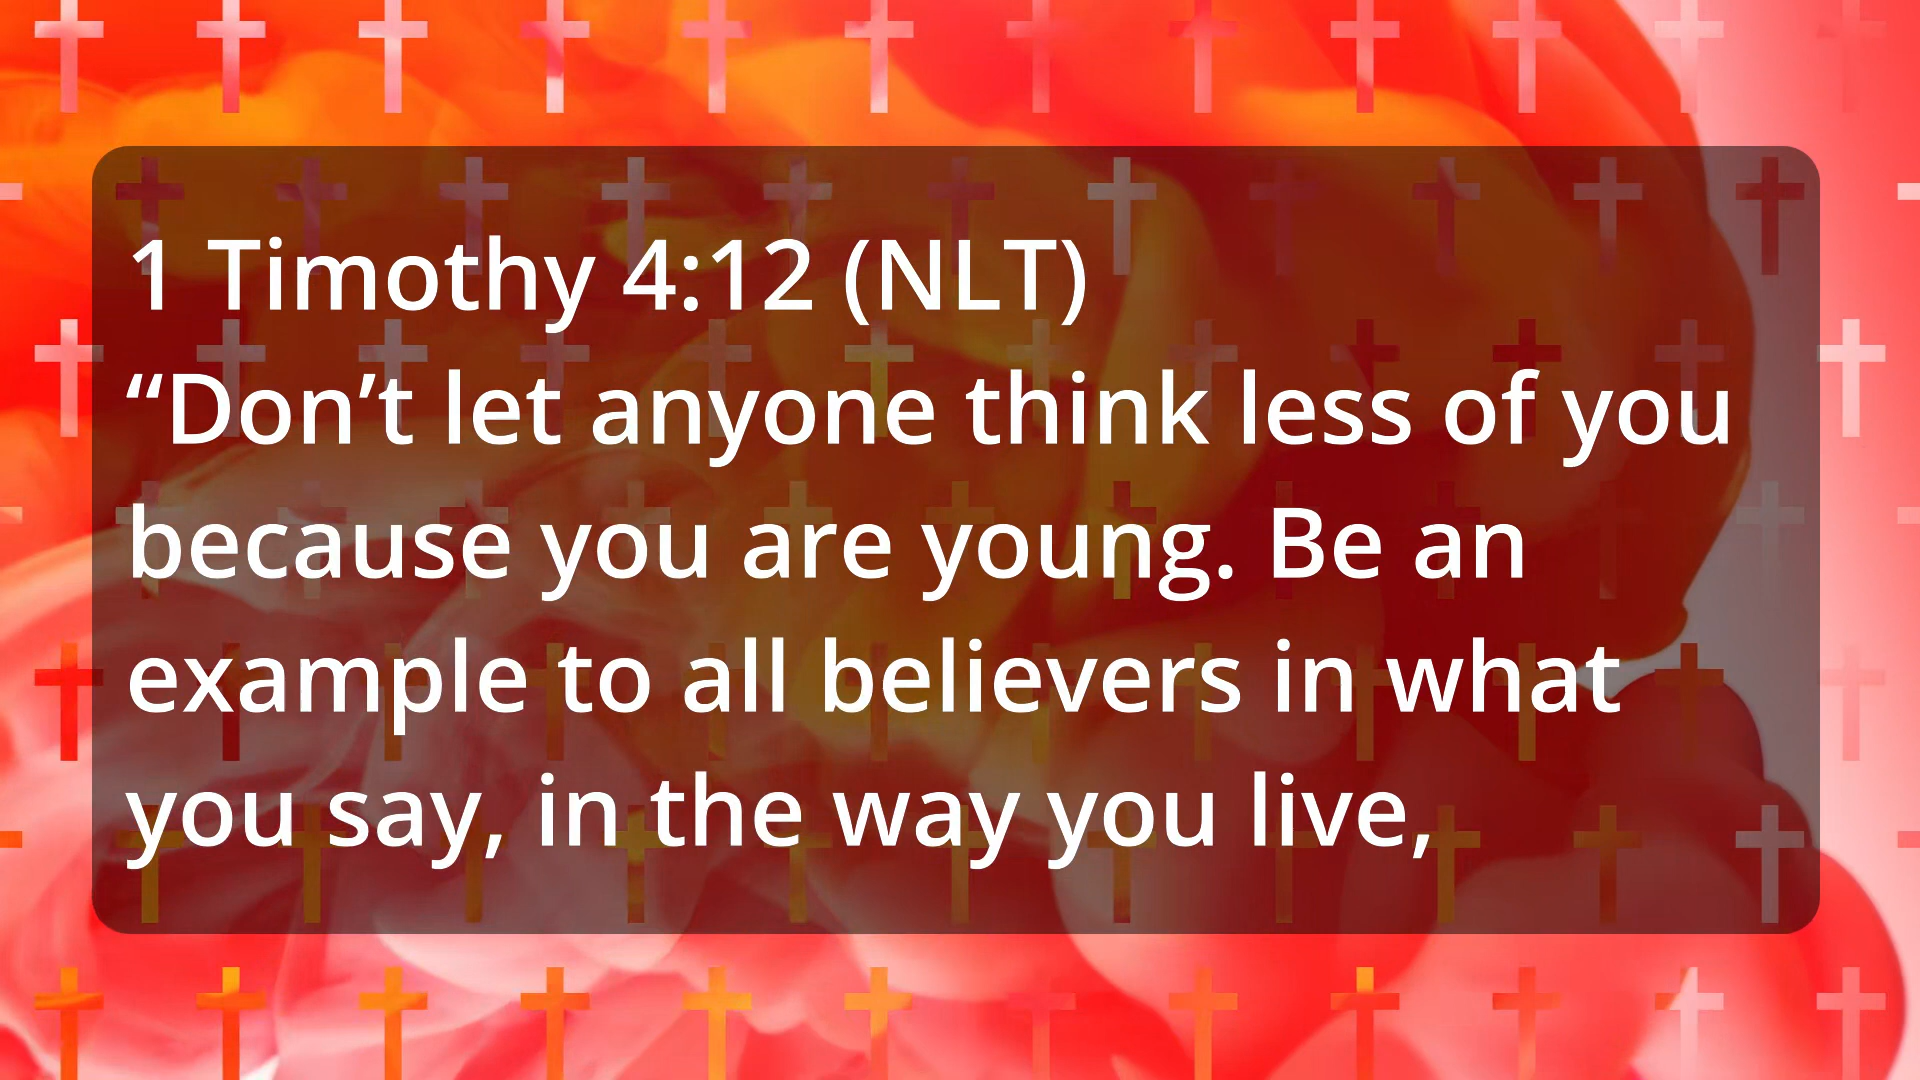 1 Timothy 4:12 (NLT)
“Don’t let anyone think less of you
because you are young. Be an
example to all believers in what
you say, in the way you live,